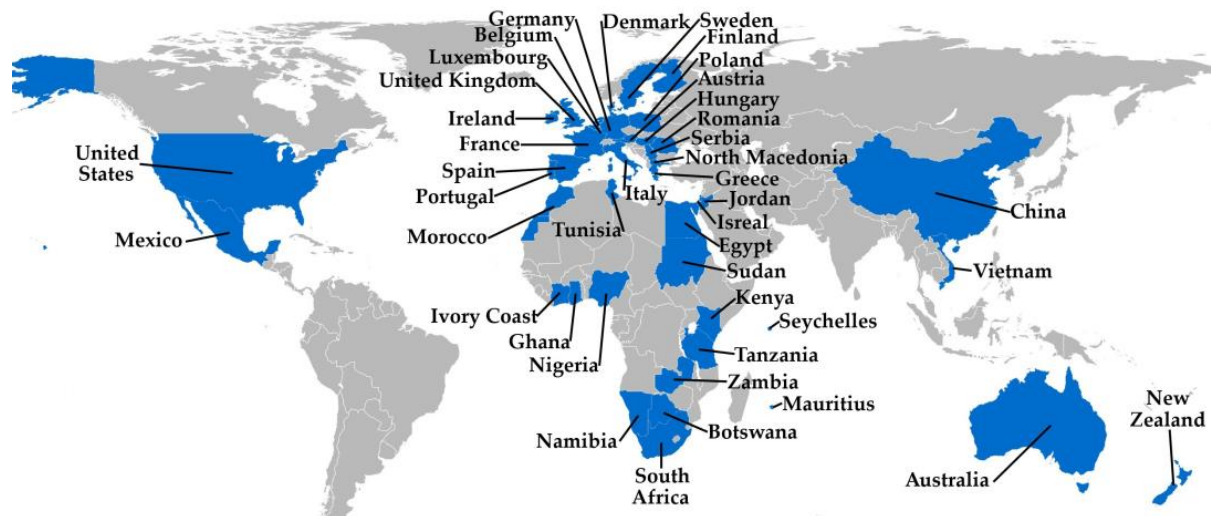 Germany
Denmark
Sweden
Belgium
Finland
Luxembourg
Poland
United Kingdom
Austria
Hungary
Ireland
Romania
France
Serbia
United
States
Spain
North Macedonia
Portugal
Italy
Greece
Jordan
China
Mexico
Morocco
Tunisia
Isreal
Egypt
Sudan
Vietnam
Kenya
Ivory Coast
Seychelles
Ghana
Nigeria
Tanzania
Zambia
Mauritius
New
Zealand
Namibia
Botswana
South
Africa
Australia